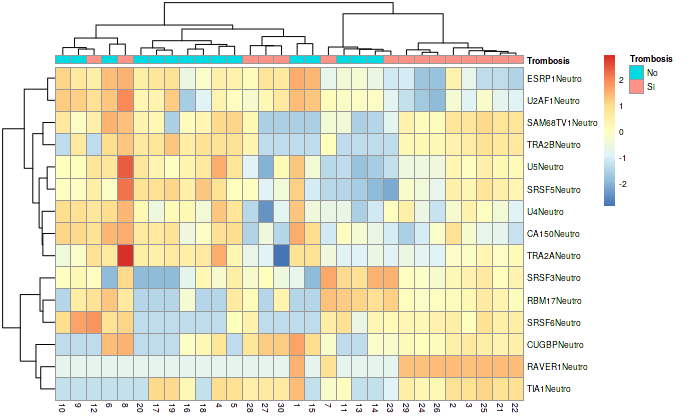 Trombosis
ESRP1Neutro
U2AF1Neutro
SAM68TV1Neutro
TRA2BNeutro
U5Neutro
SRSF5Neutro
U4Neutro
CA150Neutro
TRA2ANeutro
SRSF3Neutro
RBM17Neutro
SRSF6Neutro
CUGBPNeutro
RAVER1Neutro
TIA1Neutro
10 9 12 6 8 20 17 19 16 18 4 5 28 27 30 1 15 7 11 13 14 23 29 24 26 2 3 25 21 22
2
1
0
-1
-2
Trombosis
No
SI